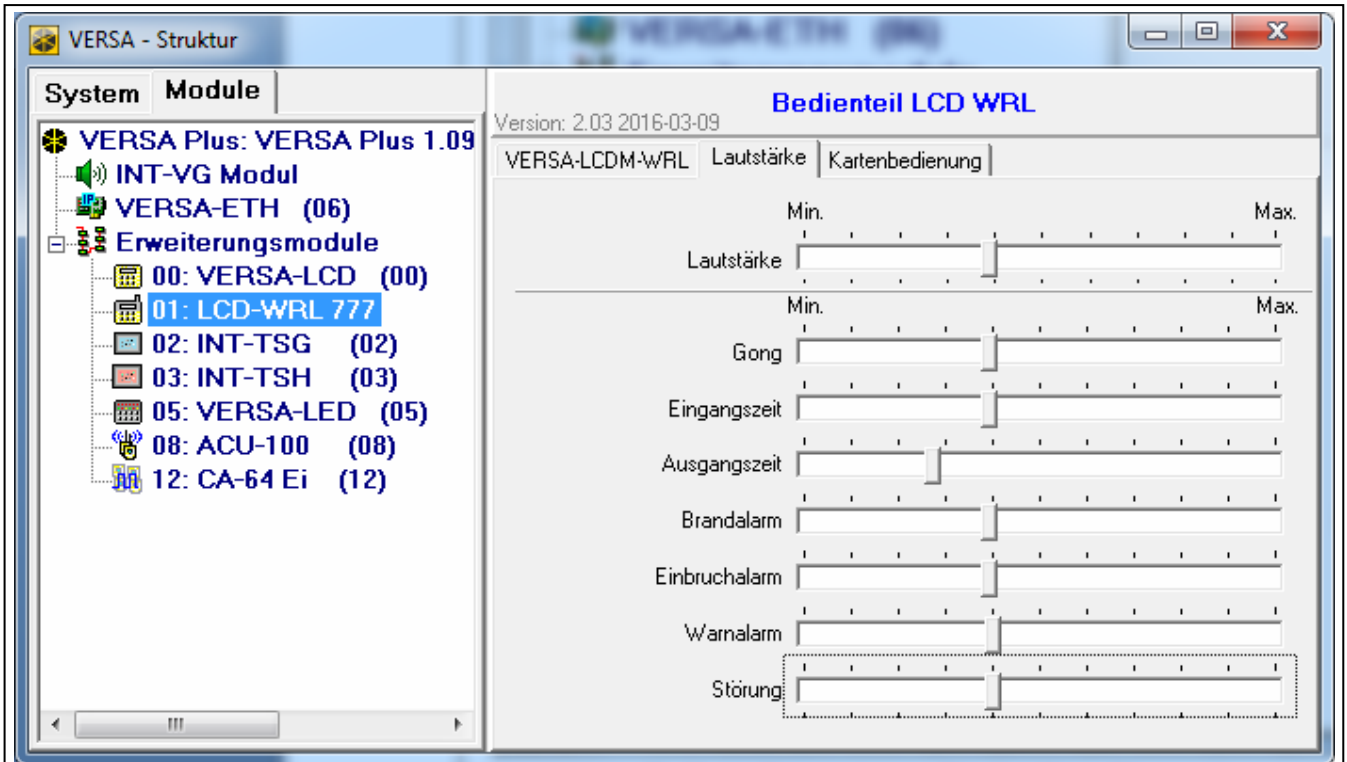 VERSA - Struktur
System Module
VERSA Plus: VERSA Plus 1.09
INT-VG Modul
VERSA-ETH (06)
Erweiterungsmodule
00: VERSA-LCD (00)
01: LCD-WRL 777
02: INT-TSG (02)
03: INT-TSH (03)
05: VERSA-LED (05)
08: ACU-100 (08)
12: CA-64 Ei (12)
Bedienteil LCD WRL
Version: 2.03 2016-03-09
VERSA-LCDM-WRL Lautstärke Kartenbedienung
Min. Max.
Lautstärke
Min. Max.
Gong
Eingangszeit
Ausgangszeit
Brandalarm
Einbruchalarm
Warnalarm
Störung